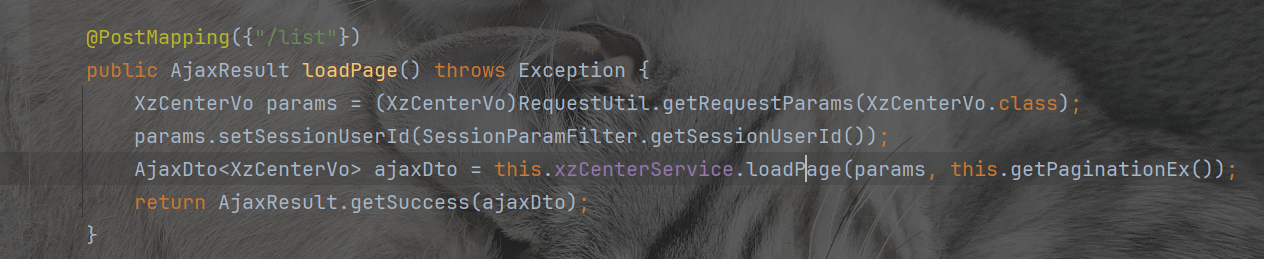 @PostMapping({"/list"})
public AjaxResult loadPage() throws Exception {
XzCenterVo params = (XzCenterVo)RequestUtil.getRequestParams(XzCenterVo.class);
params.setSessionUserId(SessionParamFilter.getSessionUserId());
AjaxDto<XzCenterVo> ajaxDto = this.xzCenterService.loadPage(params, this.getPaginationEx());
return AjaxResult.getSuccess(ajaxDto);
}